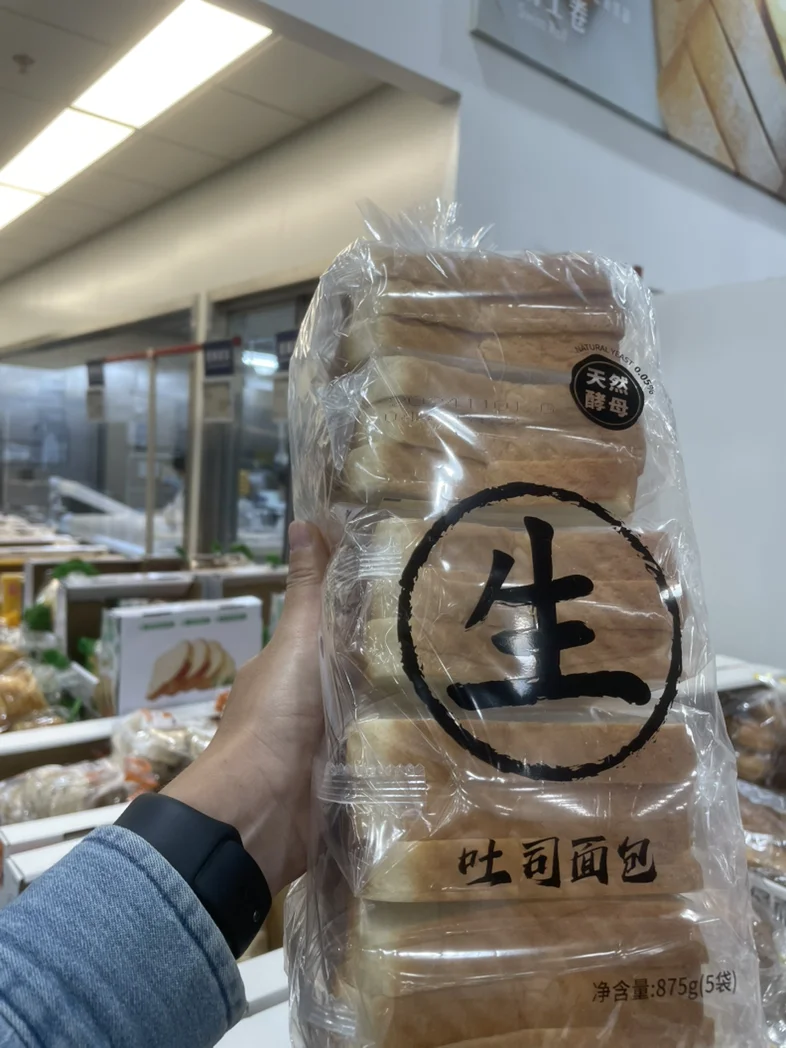 NATURAL YEAST 0.05%
天然
酵母
生
吐司面包
净含量:875g(5袋)